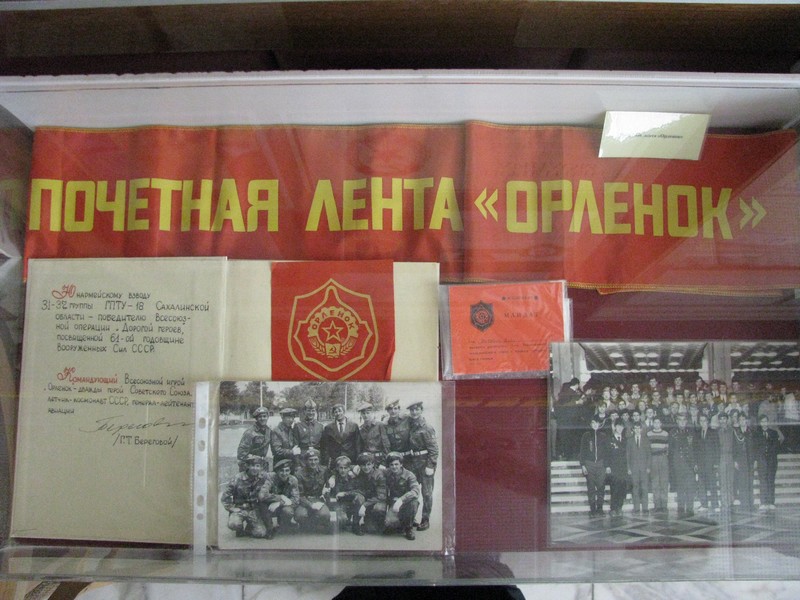 ПОЧЕТНАЯ ЛЕНТА «ОРЛЕНОК»
Юнармейскому взводу
31-32 группы ГПТУ-18 Сахалинской
области - победителю Всесоюз-
ной операции „Дорогой героев,
посвященной 61-ой годовщине
Вооруженных Сил СССР.
Командующий Всесоюзной игрой
„Орленок" - дважды герой Советского Союза,
летчик-космонавт СССР, генерал-лейтенант
авиации
/Г.Т. Береговой/
ОРЛЕНОК
МАНДАТ